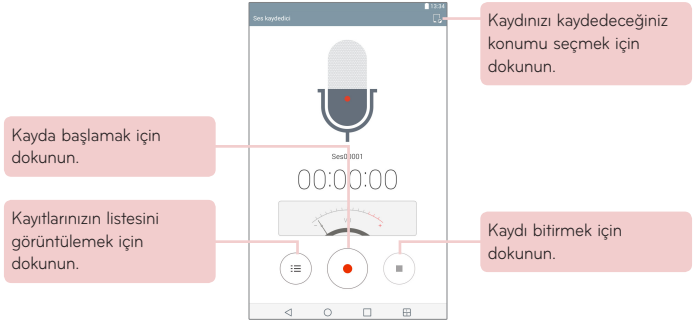 13:34
Ses kaydedici
Kaydınızı kaydedeceğiniz
konumu seçmek için
dokunun.
Kayda başlamak için
dokunun.
Ses00001
00:00:00
Kayıtlarınızın listesini
görüntülemek için
dokunun.
Kaydı bitirmek için
dokunun.